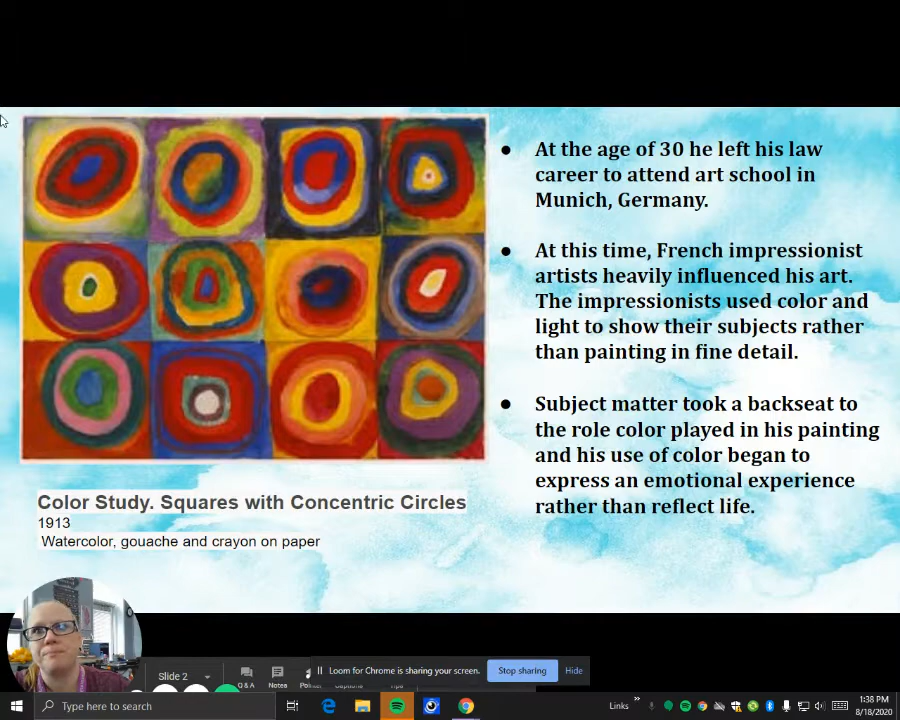 ● At the age of 30 he left his law
career to attend art school in
Munich, Germany.
● At this time, French impressionist
artists heavily influenced his art.
The impressionists used color and
light to show their subjects rather
than painting in fine detail.
● Subject matter took a backseat to
the role color played in his painting
and his use of color began to
express an emotional experience
rather than reflect life.
Color Study. Squares with Concentric Circles
1913
Watercolor, gouache and crayon on paper
Slide 2
Q & A
Notes
Loom for Chrome is sharing your screen.
Stop sharing
Hide
Type here to search
Links
1:38 PM
8/18/2020